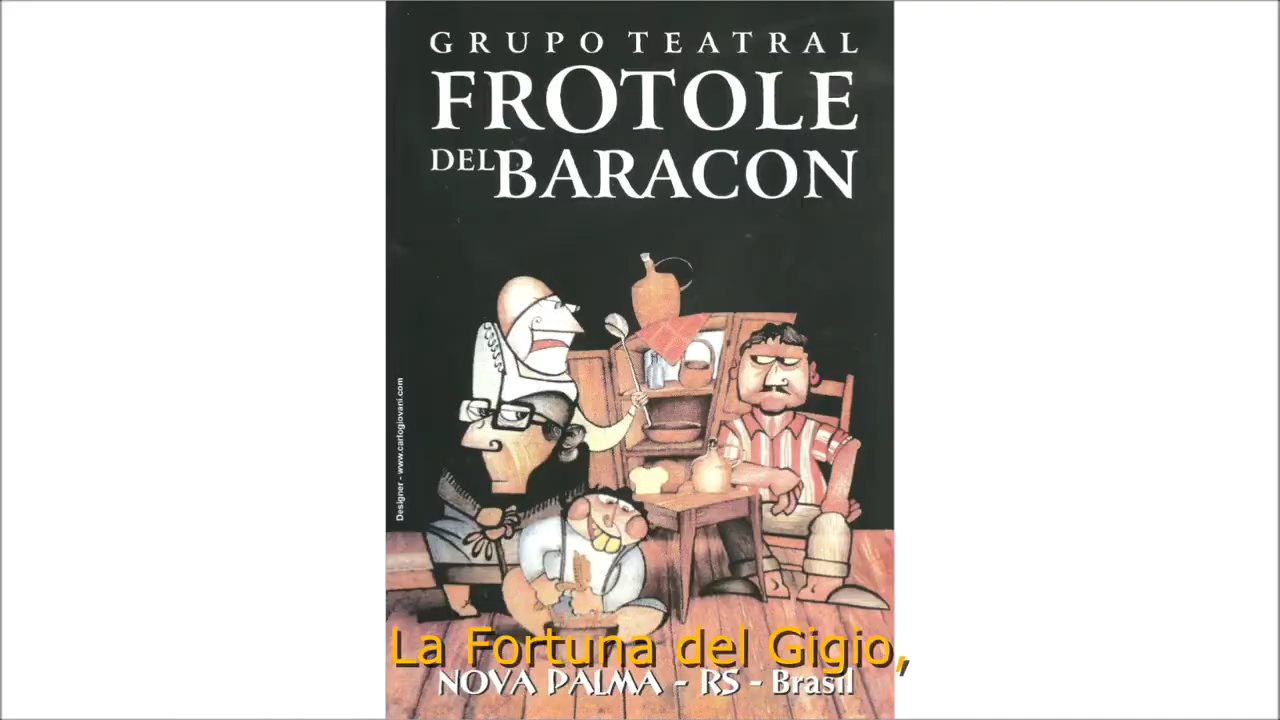 GRUPO TEATRAL
FROTOLE
DEL BARACON
Designer - www.carlogiovani.com
La Fortuna del Gigio,
NOVA PALMA - RS - Brasil